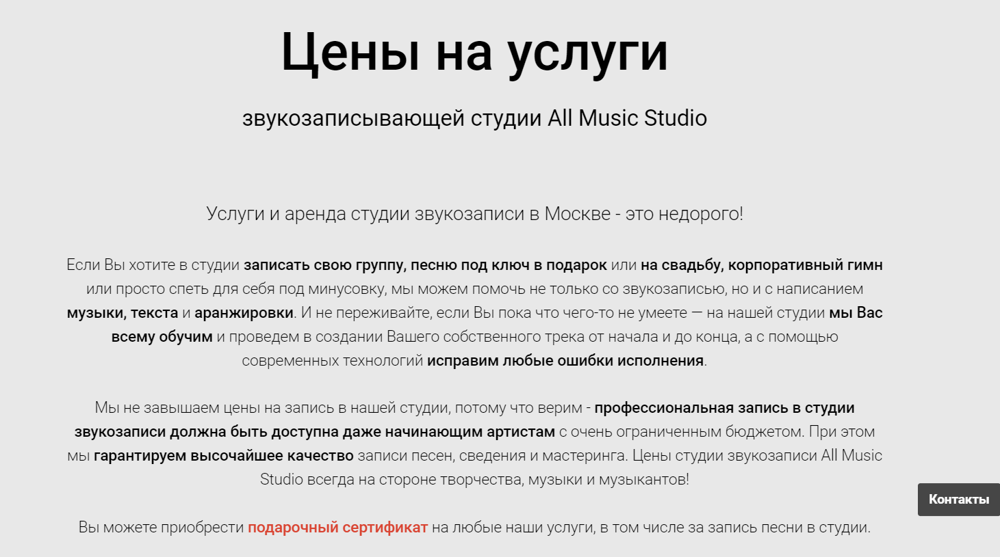 Цены на услуги
звукозаписывающей студии All Music Studio
Услуги и аренда студии звукозаписи в Москве - это недорого!
Если Вы хотите в студии записать свою группу, песню под ключ в подарок или на свадьбу, корпоративный гимн
или просто спеть для себя под минусовку, мы можем помочь не только со звукозаписью, но и с написанием
музыки, текста и аранжировки. И не переживайте, если Вы пока что чего-то не умеете — на нашей студии мы Вас
всему обучим и проведем в создании Вашего собственного трека от начала и до конца, а с помощью
современных технологий исправим любые ошибки исполнения.
Мы не завышаем цены на запись в нашей студии, потому что верим - профессиональная запись в студии
звукозаписи должна быть доступна даже начинающим артистам с очень ограниченным бюджетом. При этом
мы гарантируем высочайшее качество записи песен, сведения и мастеринга. Цены студии звукозаписи All Music
Studio всегда на стороне творчества, музыки и музыкантов!
Контакты
Вы можете приобрести подарочный сертификат на любые наши услуги, в том числе за запись песни в студии.